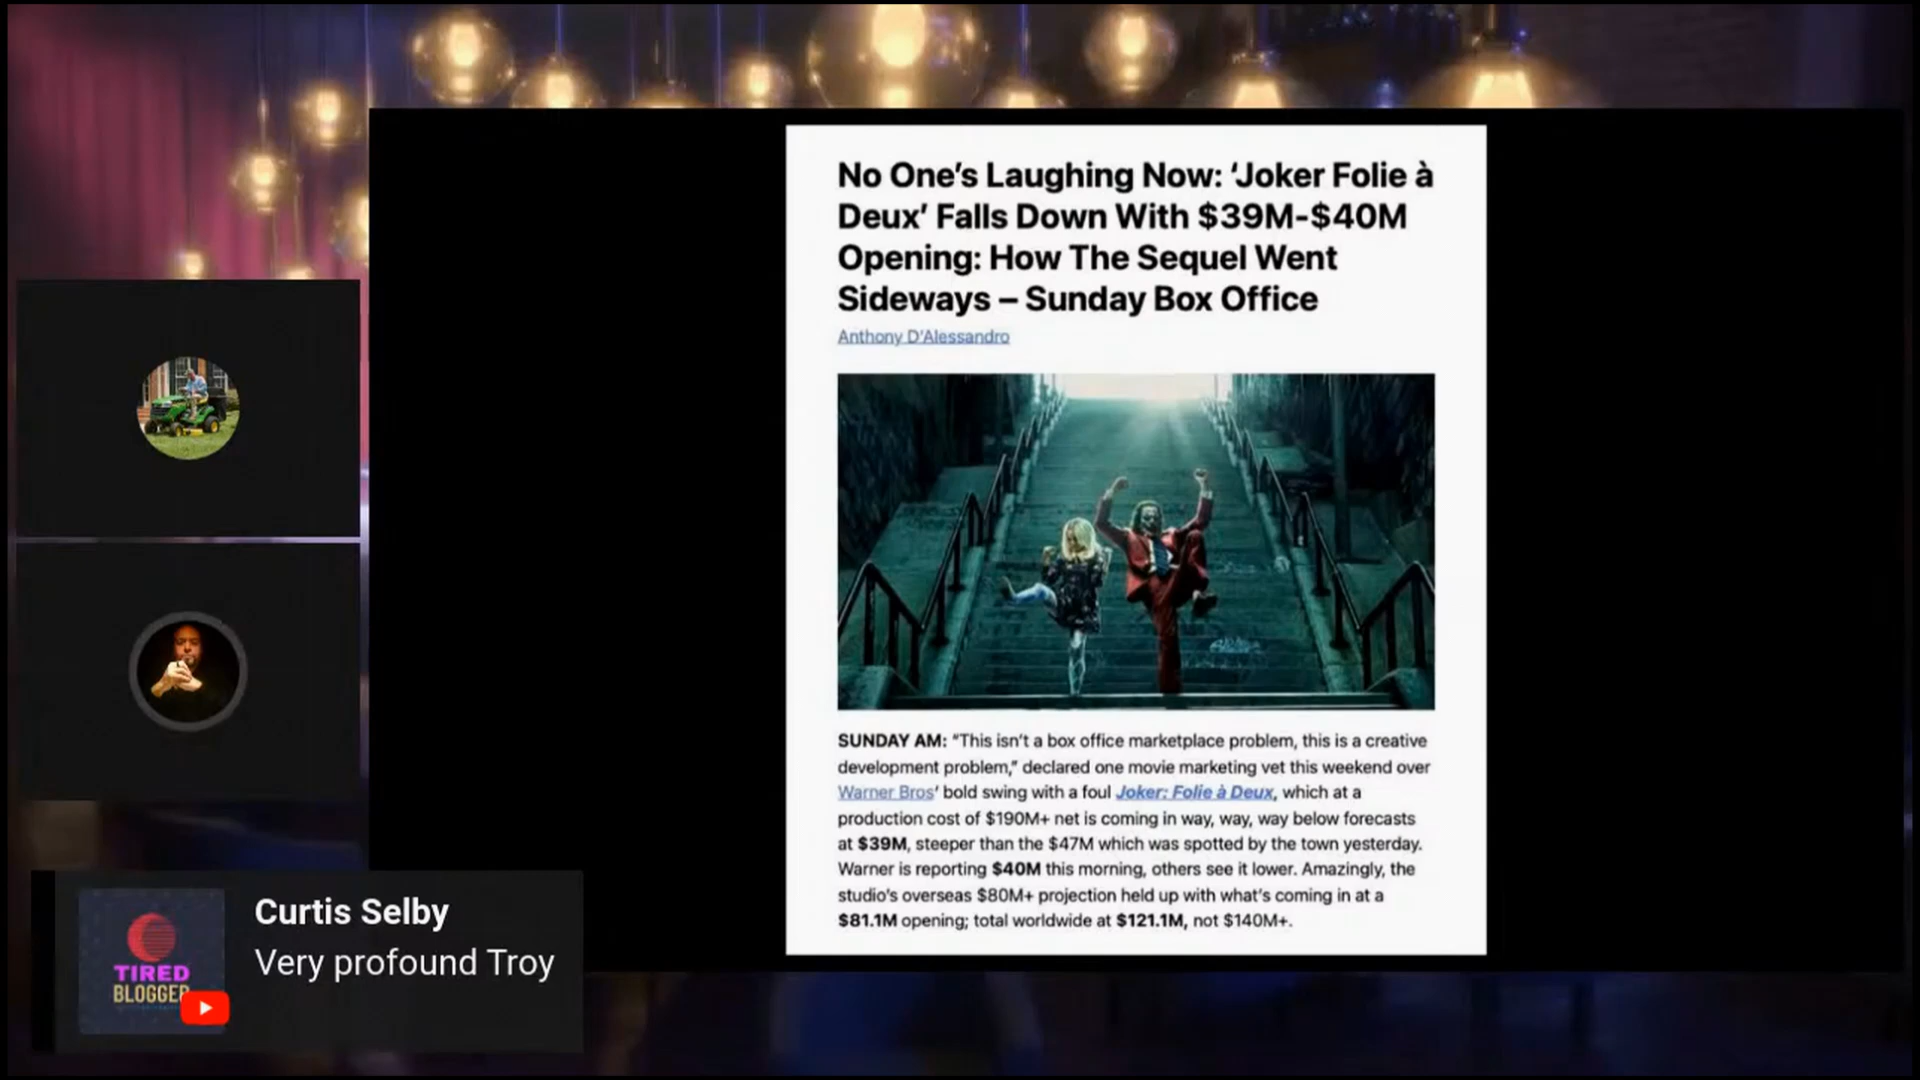 No One's Laughing Now: ‘Joker Folie à
Deux’ Falls Down With $39M-$40M
Opening: How The Sequel Went
Sideways – Sunday Box Office
Anthony D'Alessandro
SUNDAY AM: “This isn't a box office marketplace problem, this is a creative
development problem,” declared one movie marketing vet this weekend over
Warner Bros’ bold swing with a foul Joker: Folie à Deux, which at a
production cost of $190M+ net is coming in way, way, way below forecasts
at $39M, steeper than the $47M which was spotted by the town yesterday.
Warner is reporting $40M this morning, others see it lower. Amazingly, the
studio's overseas $80M+ projection held up with what's coming in at a
$81.1M opening; total worldwide at $121.1M, not $140M+.
TIRED
BLOGGER
Curtis Selby
Very profound Troy